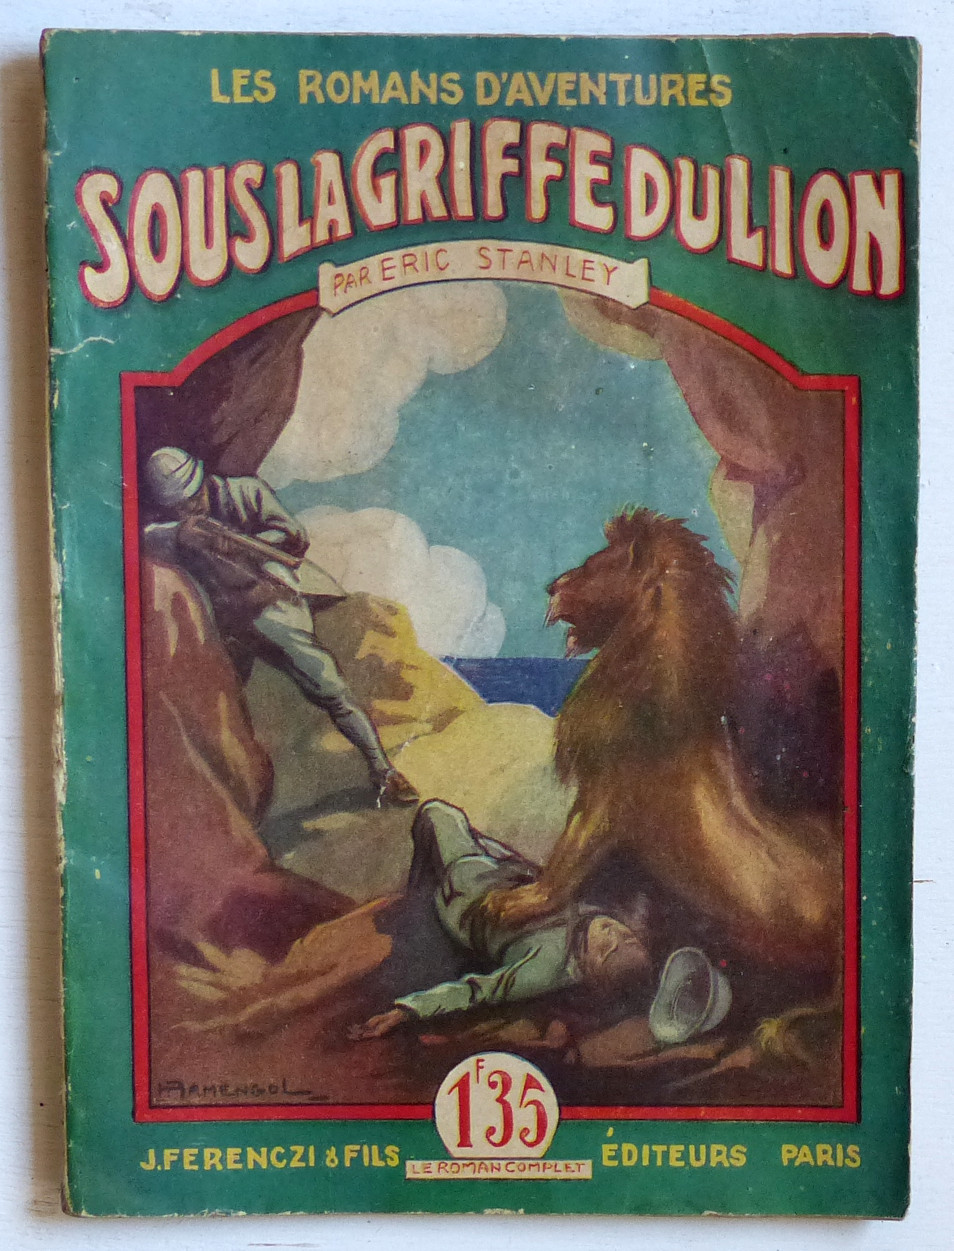 LES ROMANS D'AVENTURES
SOUS LA GRIFFE DU LION
PAR ERIC STANLEY
HARMENGOL
1F35
J. FERENCZI & FILS
ÉDITEURS PARIS
LE ROMAN COMPLET